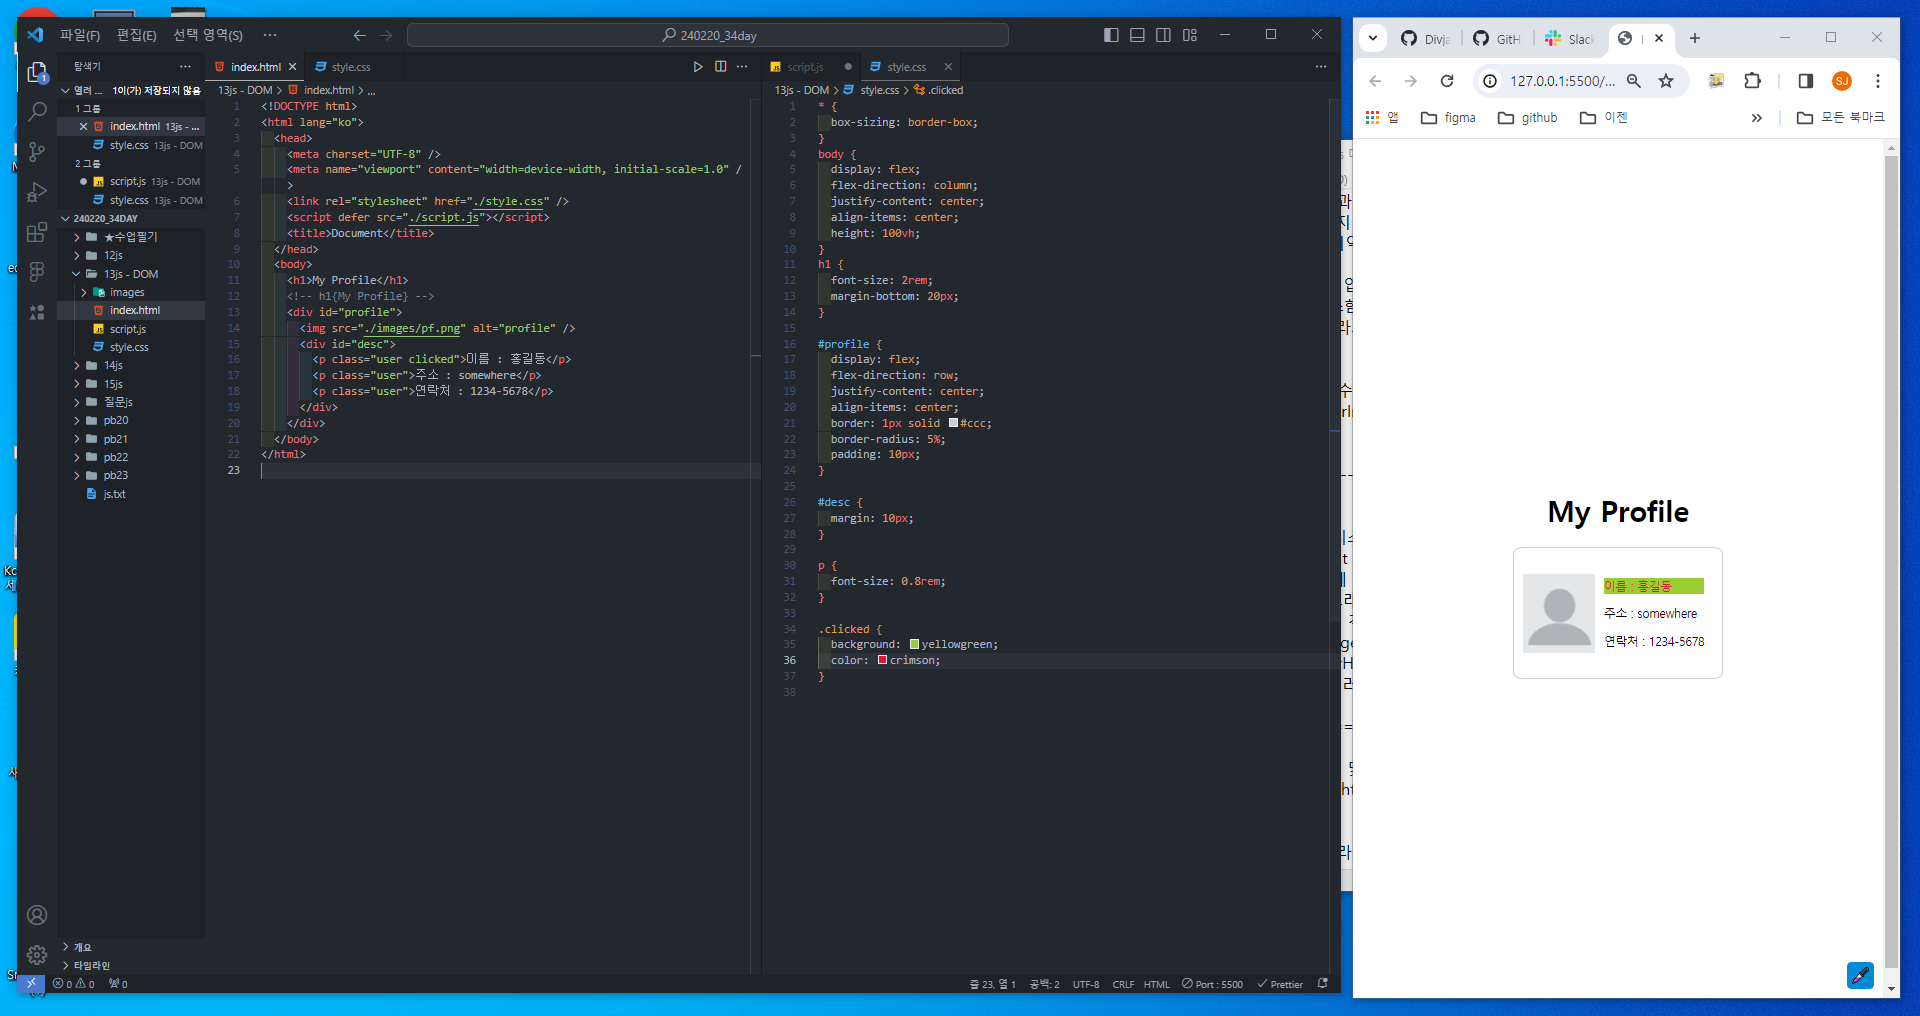 파일(F) 편집(E) 선택 영역(S) ···
240220_34day
탐색기
열려 ... 1이(가) 저장되지 않음
1 그룹
index.html 13js - ...
style.css 13js - DOM
2 그룹
script.js 13js - DOM
style.css 13js - DOM
240220_34DAY
★수업필기
12js
13js - DOM
images
index.html
script.js
style.css
14js
15js
질문js
pb20
pb21
pb22
pb23
js.txt
개요
타임라인
index.html
style.css
13js - DOM > index.html > ...
1 <!DOCTYPE html>
2 <html lang="ko">
3 <head>
4 <meta charset="UTF-8" />
5 <meta name="viewport" content="width=device-width, initial-scale=1.0" /
>
6 <link rel="stylesheet" href="./style.css" />
7 <script defer src="./script.js"></script>
8 <title>Document</title>
9 </head>
10 <body>
11 <h1>My Profile</h1>
12 <!-- h1{My Profile} -->
13 <div id="profile">
14 <img src="./images/pf.png" alt="profile" />
15 <div id="desc">
16 <p class="user clicked">이름 : 홍길동</p>
17 <p class="user">주소 : somewhere</p>
18 <p class="user">연락처 : 1234-5678</p>
19 </div>
20 </div>
21 </body>
22 </html>
23
script.js
style.css
13js - DOM > style.css > .clicked
1 * {
2 box-sizing: border-box;
3 }
4 body {
5 display: flex;
6 flex-direction: column;
7 justify-content: center;
8 align-items: center;
9 height: 100vh;
10 }
11 h1 {
12 font-size: 2rem;
13 margin-bottom: 20px;
14 }
15
16 #profile {
17 display: flex;
18 flex-direction: row;
19 justify-content: center;
20 align-items: center;
21 border: 1px solid #ccc;
22 border-radius: 5%;
23 padding: 10px;
24 }
25
26 #desc {
27 margin: 10px;
28 }
29
30 p {
31 font-size: 0.8rem;
32 }
33
34 .clicked {
35 background: yellowgreen;
36 color: crimson;
37 }
38
0 0 0
줄 23, 열 1 공백: 2 UTF-8 CRLF HTML Port : 5500 Prettier
Divja GitH Slac
127.0.0.1:5500/... SJ
앱 figma github 이젠 » 모든 북마크
My Profile
이름 : 홍길동
주소 : somewhere
연락처 : 1234-5678